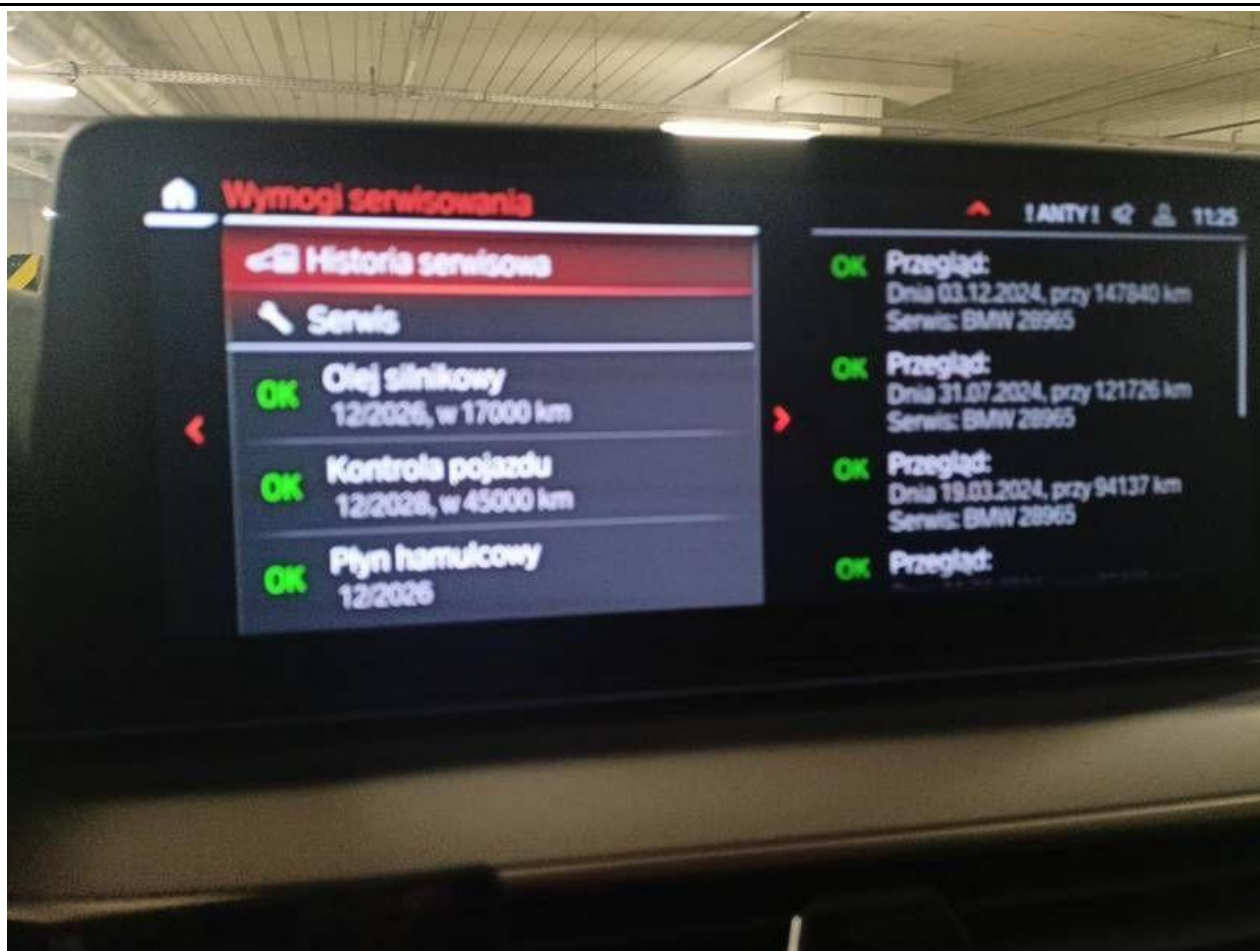 Wymogi serwisowania
! ANTY ! 11:25
Historia serwisowa
Serwis
OK Olej silnikowy
12/2026, w 17000 km
OK Kontrola pojazdu
12/2028, w 45000 km
OK Płyn hamulcowy
12/2026
OK Przegląd:
Dnia 03.12.2024, przy 147840 km
Serwis: BMW 28965
OK Przegląd:
Dnia 31.07.2024, przy 121726 km
Serwis: BMW 28965
OK Przegląd:
Dnia 19.03.2024, przy 94137 km
Serwis: BMW 28965
OK Przegląd: